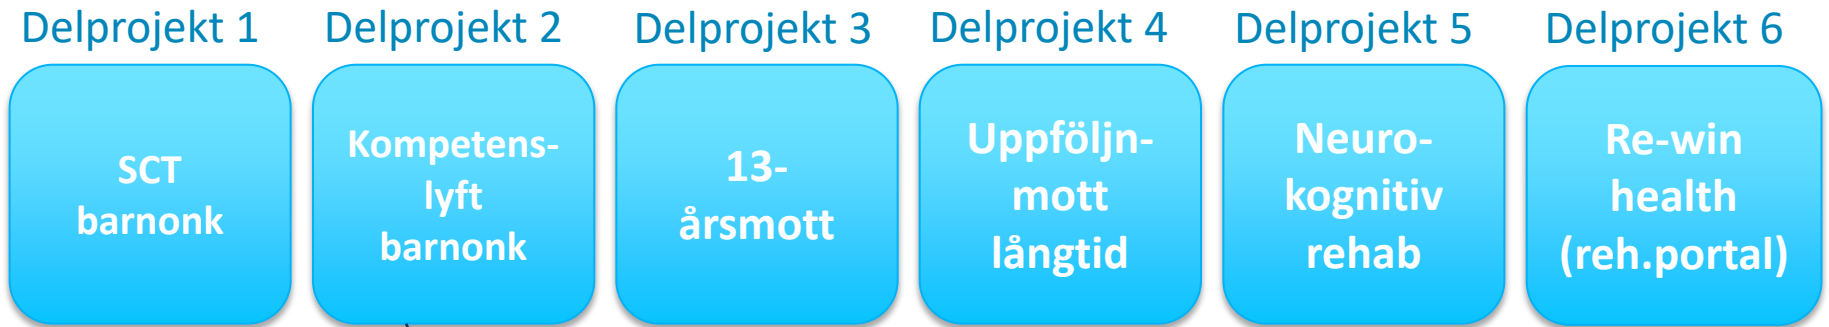 Delprojekt 1 Delprojekt 2 Delprojekt 3 Delprojekt 4 Delprojekt 5 Delprojekt 6
SCT
barnonk
Kompetens-
lyft
barnonk
13-
årsmott
Uppföljn-
mott
långtid
Neuro-
kognitiv
rehab
Re-win
health
(reh.portal)